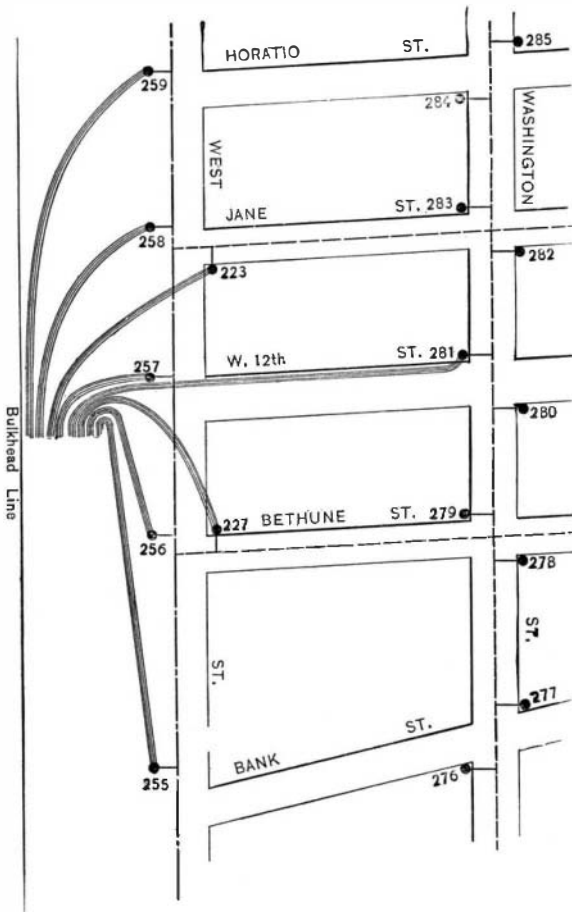 285
HORATIO ST.
259
284
WEST
WASHINGTON
JANE ST. 283
258
223
282
W. 12th ST. 281
257
280
Bulkhead Line
227 BETHUNE ST. 279
256
278
ST.
ST.
277
BANK ST.
255
276